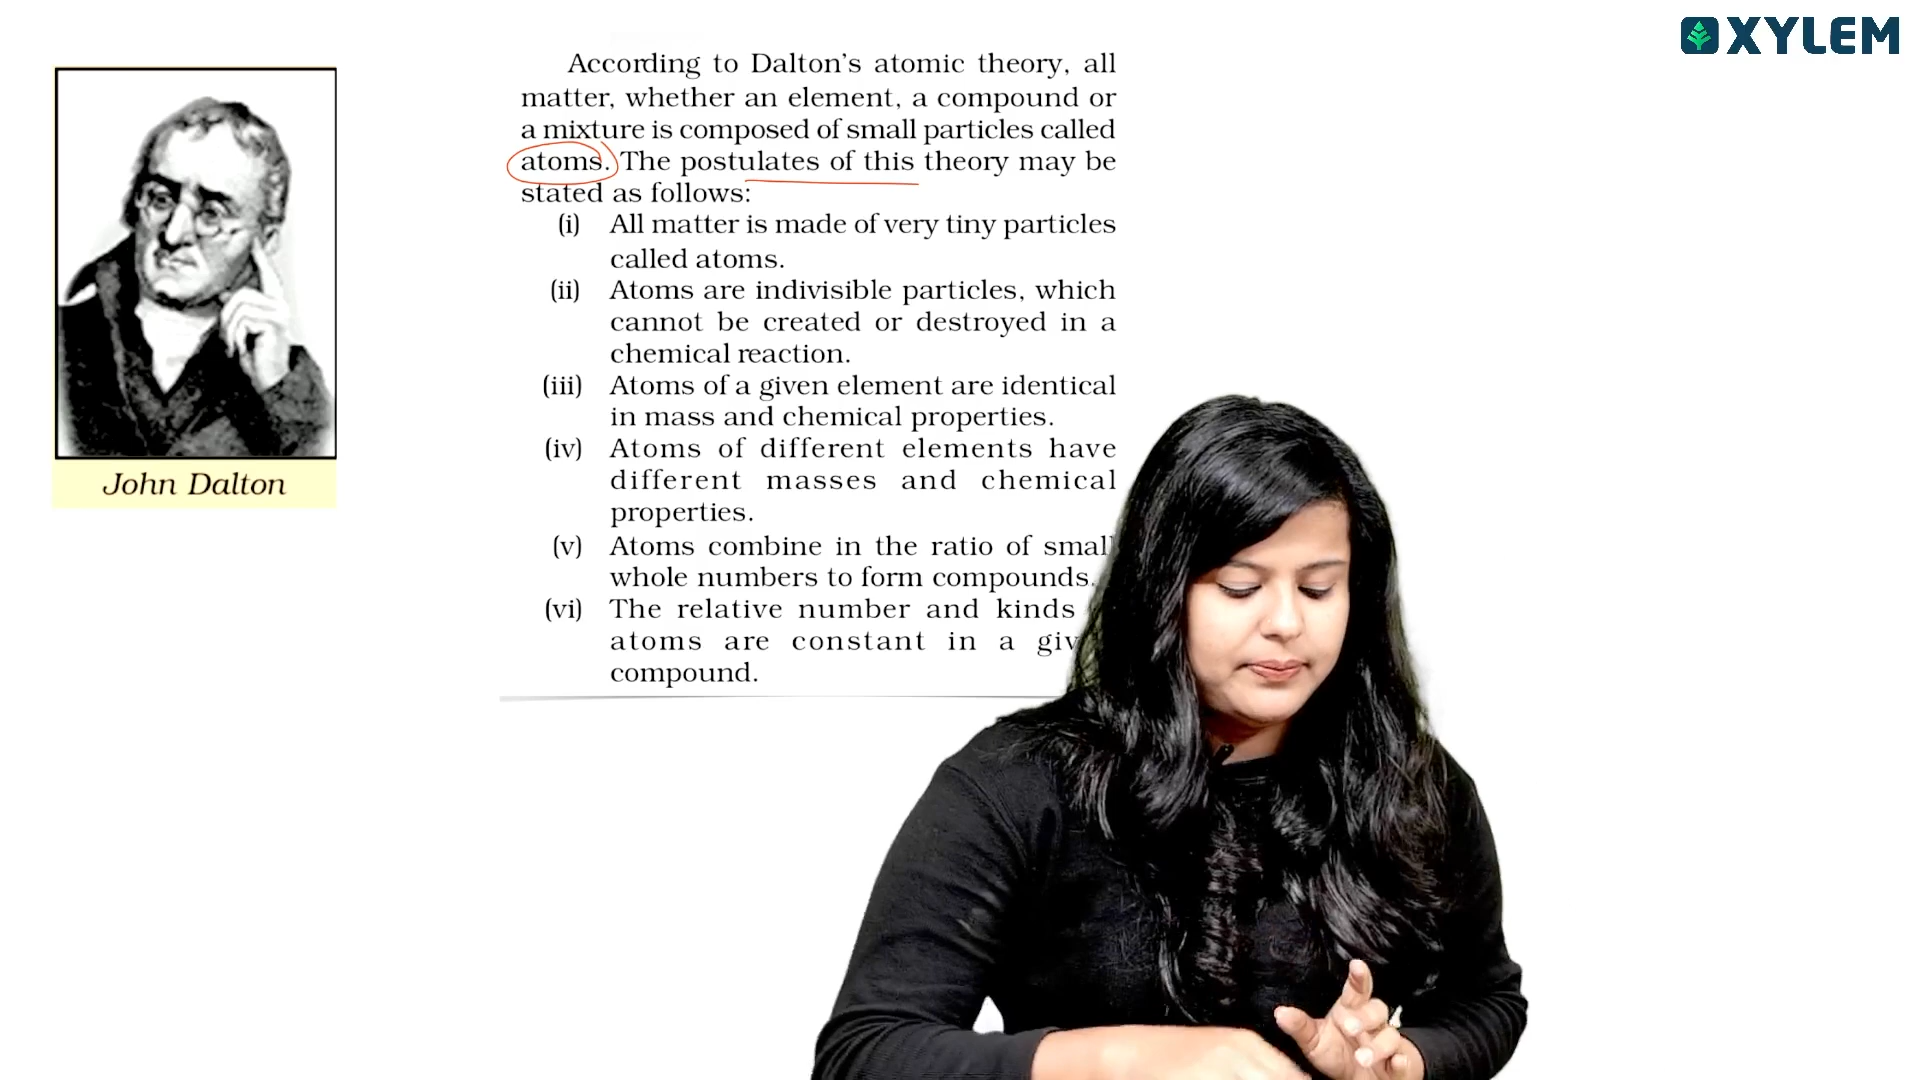 XYLEM
According to Dalton's atomic theory, all
matter, whether an element, a compound or
a mixture is composed of small particles called
atoms. The postulates of this theory may be
stated as follows:
(i) All matter is made of very tiny particles
called atoms.
(ii) Atoms are indivisible particles, which
cannot be created or destroyed in a
chemical reaction.
(iii) Atoms of a given element are identical
in mass and chemical properties.
(iv) Atoms of different elements have
different masses and chemical
properties.
(v) Atoms combine in the ratio of small
whole numbers to form compounds.
(vi) The relative number and kinds
atoms are constant in a
compound.
John Dalton